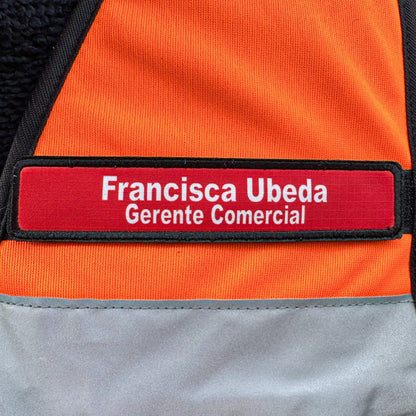 Francisca Ubeda
Gerente Comercial